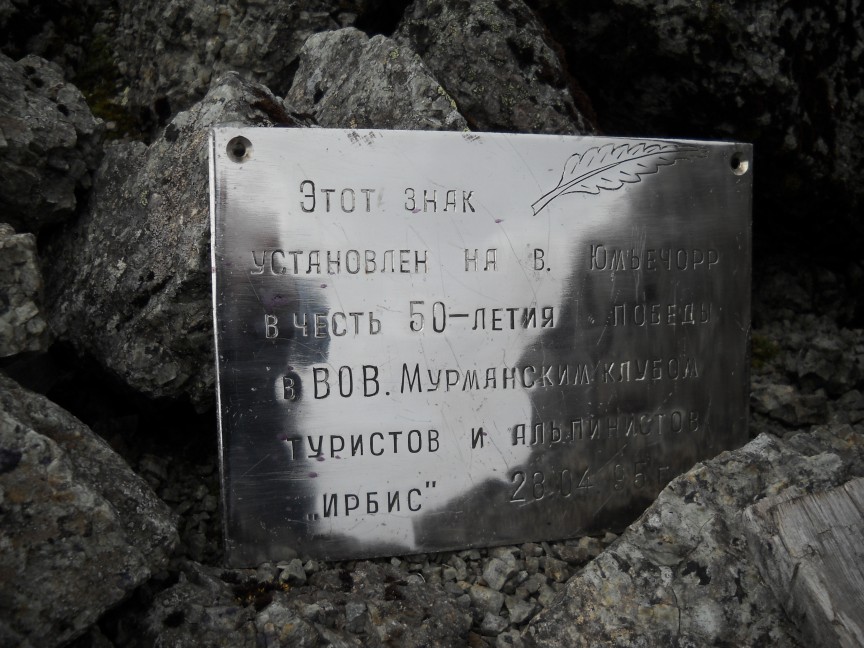 Этот знак
установлен на в. Юмъечорр
в честь 50-летия победы
в ВОВ. Мурманским клубом
туристов и альпинистов
„ИРБИС" 28.04.95 г.